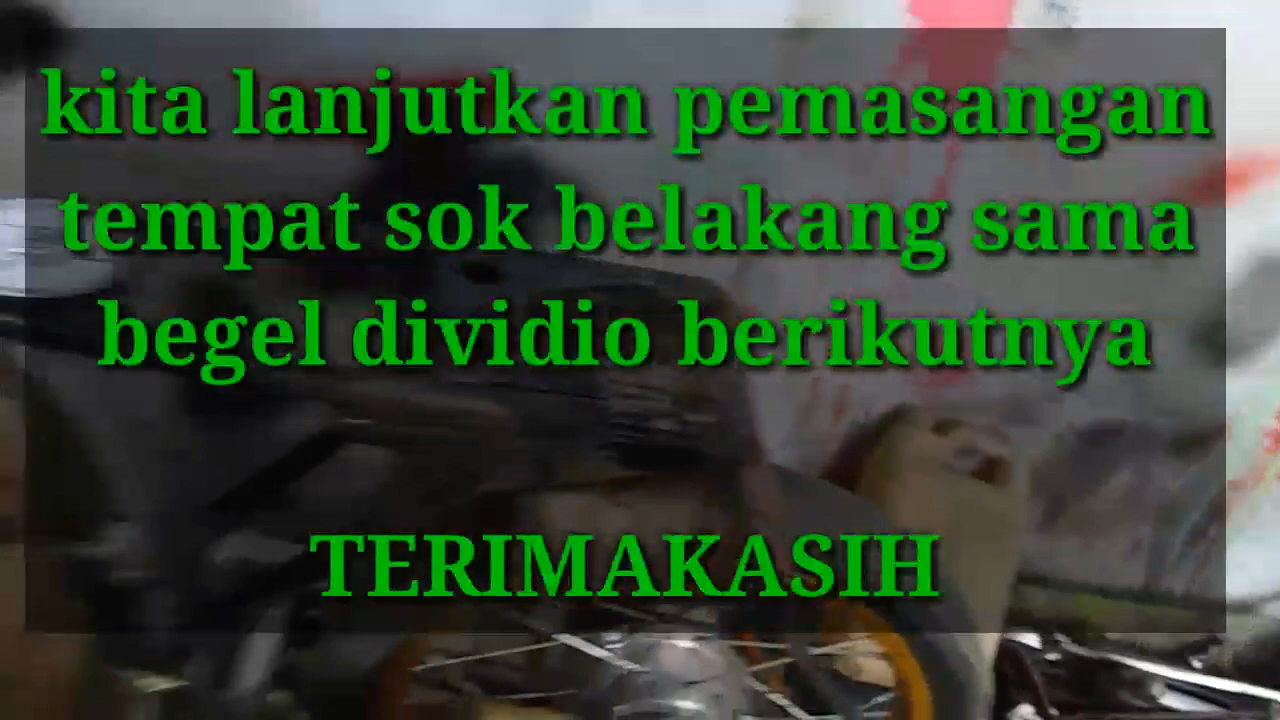 kita lanjutkan pemasangan
tempat sok belakang sama
begel dividio berikutnya
TERIMAKASIH